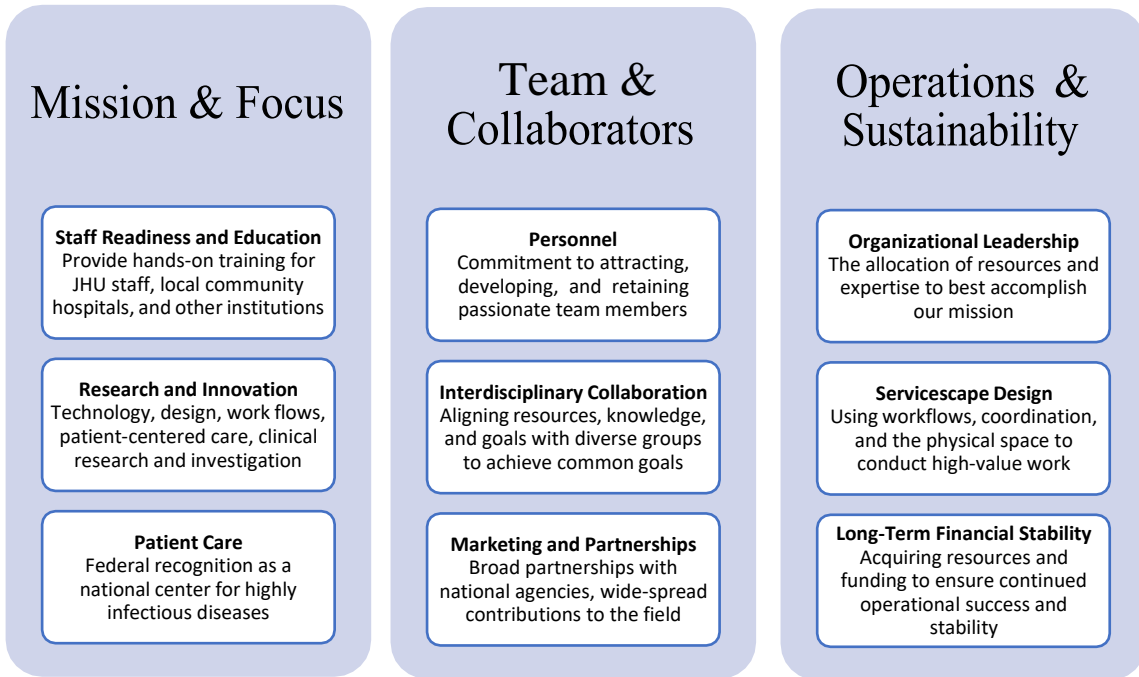 Mission & Focus
Staff Readiness and Education
Provide hands-on training for
JHU staff, local community
hospitals, and other institutions
Research and Innovation
Technology, design, work flows,
patient-centered care, clinical
research and investigation
Patient Care
Federal recognition as a
national center for highly
infectious diseases
Team &
Collaborators
Personnel
Commitment to attracting,
developing, and retaining
passionate team members
Interdisciplinary Collaboration
Aligning resources, knowledge,
and goals with diverse groups
to achieve common goals
Marketing and Partnerships
Broad partnerships with
national agencies, wide-spread
contributions to the field
Operations &
Sustainability
Organizational Leadership
The allocation of resources and
expertise to best accomplish
our mission
Servicescape Design
Using workflows, coordination,
and the physical space to
conduct high-value work
Long-Term Financial Stability
Acquiring resources and
funding to ensure continued
operational success and
stability